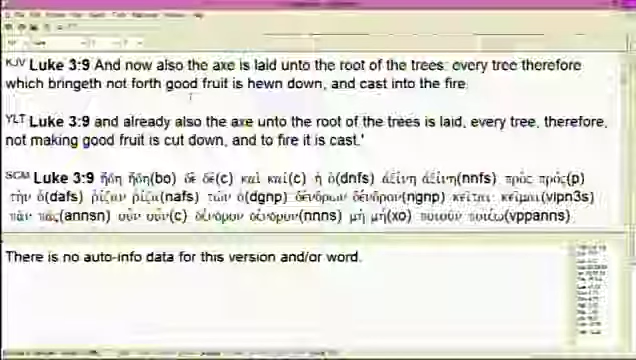 KJV Luke 3:9 And now also the axe is laid unto the root of the trees: every tree therefore
which bringeth not forth good fruit is hewn down, and cast into the fire.
YLT Luke 3:9 and already also the axe unto the root of the trees is laid, every tree, therefore,
not making good fruit is cut down, and to fire it is cast.'
SCM Luke 3:9 ἤδη ἤδη(bo) δὲ δέ(c) καὶ καί(c) ἡ ὁ(dnfs) ἀξίνη ἀξίνη(nnfs) πρὸς πρός(p)
τὴν ὁ(dafs) ῥίζαν ῥίζα(nafs) τῶν ὁ(dgnp) δένδρων δένδρον(ngnp) κεῖται κεῖμαι(vipn3s)
πᾶν πᾶς(annsn) οὖν οὖν(c) δένδρον δένδρον(nnns) μὴ μή(xo) ποιοῦν ποιέω(vppanns)
There is no auto-info data for this version and/or word.